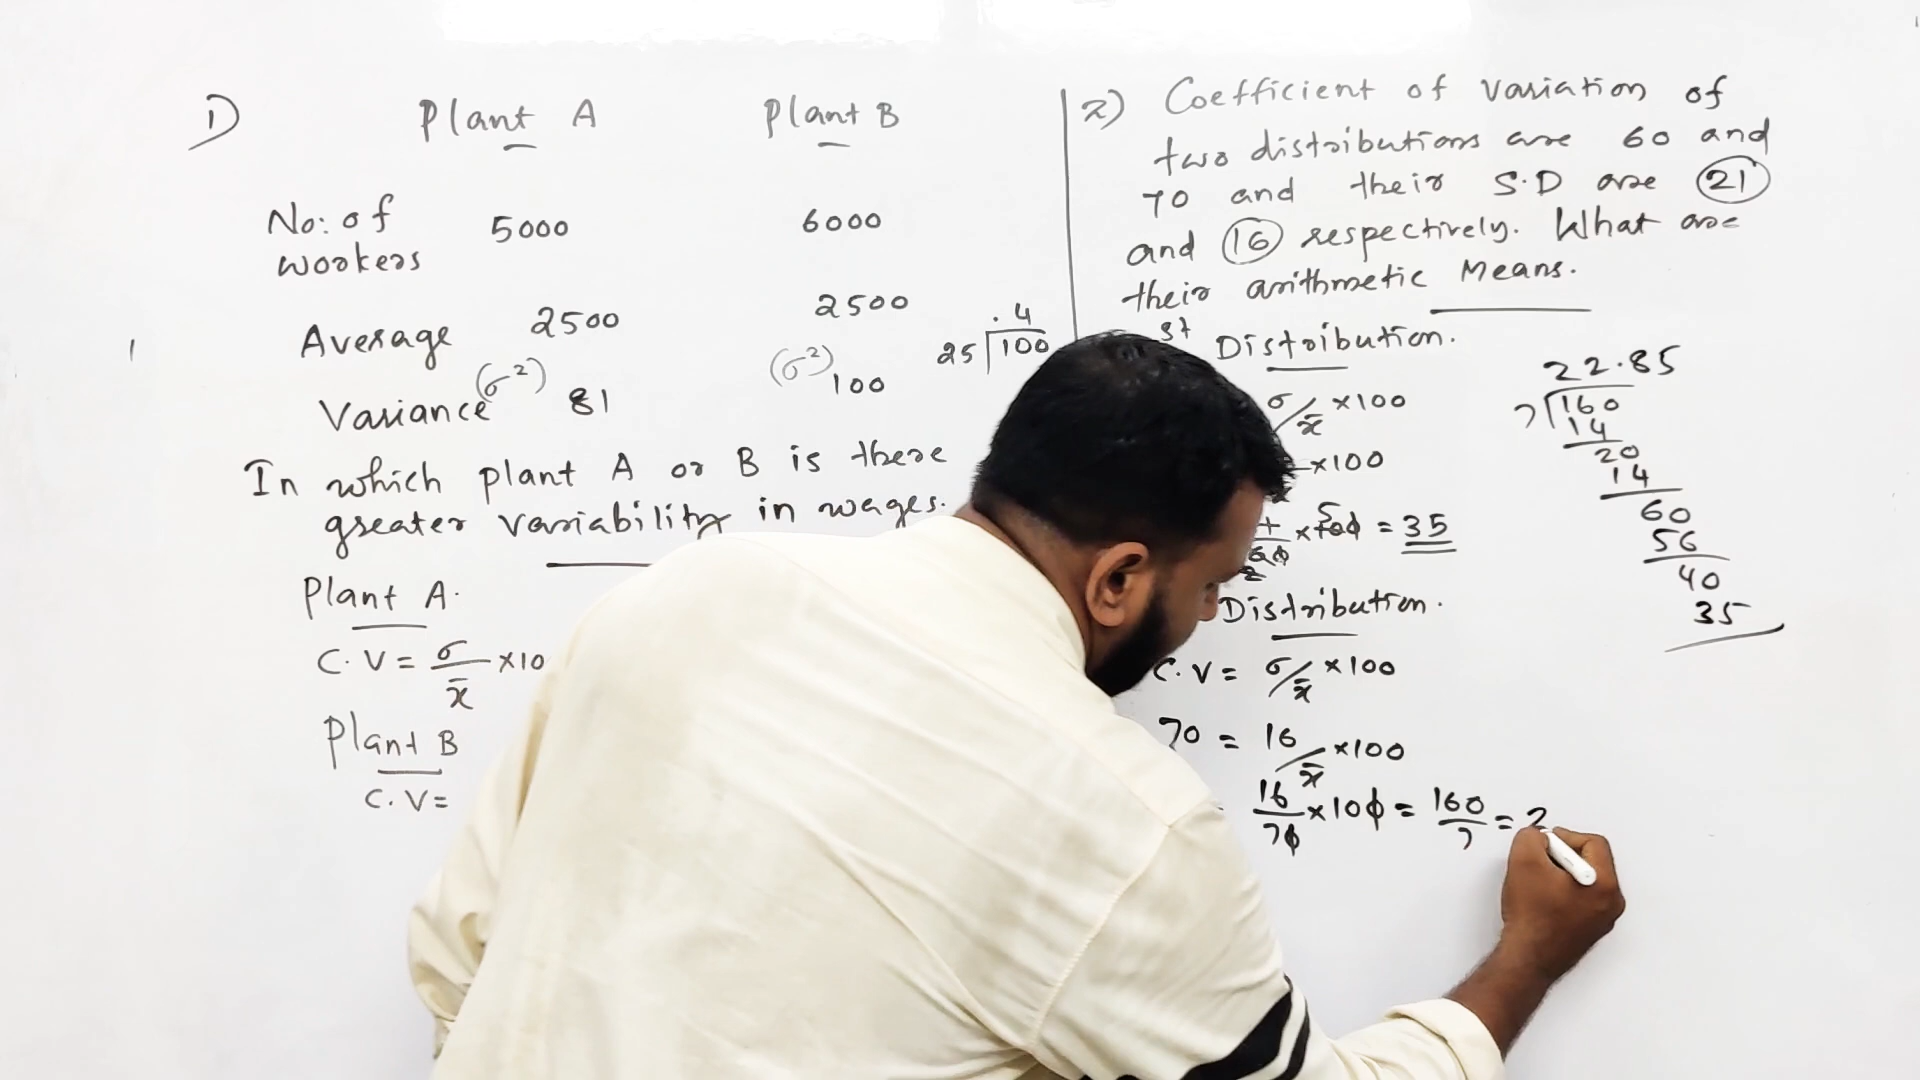 1) Plant A Plant B
No: of workers 5000 6000
Average 2500 2500
Variance (σ²) 81 (σ²) 100
.4
25 100
In which plant A or B is there
greater variability in wages.
Plant A.
C.V = σ/x̄ ×10
Plant B
C.V=
2) Coefficient of variation of
two distributions are 60 and
70 and their S.D are 21
and 16 respectively. What are
their arithmetic Means.
st Distribution.
σ/x̄ ×100
×100
×100 = 35
Distribution.
C.V = σ/x̄ ×100
70 = 16/x̄ ×100
16/70 ×100 = 160/7 = 2
22.85
7 160
14
20
14
60
56
40
35